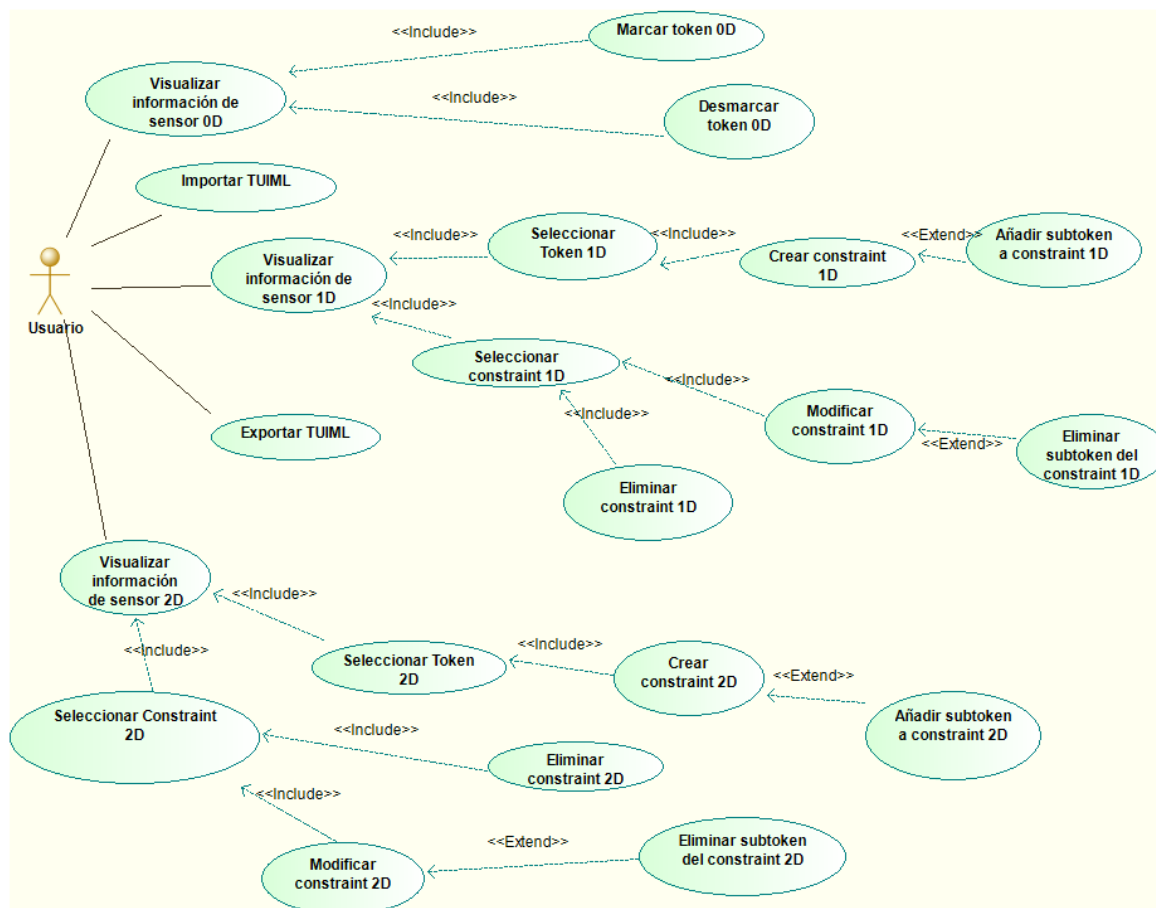 <<Include>>
Marcar token 0D
Visualizar
información de
sensor 0D
<<Include>>
Desmarcar
token 0D
Importar TUIML
Usuario
Visualizar
información de
sensor 1D
<<Include>>
Seleccionar
Token 1D
<<Include>>
Crear constraint
1D
<<Extend>>
Añadir subtoken
a constraint 1D
<<Include>>
Seleccionar
constraint 1D
<<Include>>
Modificar
constraint 1D
<<Extend>>
Eliminar
subtoken del
constraint 1D
<<Include>>
Eliminar
constraint 1D
Exportar TUIML
Visualizar
información
de sensor 2D
<<Include>>
Seleccionar Token
2D
<<Include>>
Crear
constraint 2D
<<Extend>>
Añadir subtoken
a constraint 2D
<<Include>>
Seleccionar Constraint
2D
<<Include>>
Eliminar
constraint 2D
<<Include>>
Modificar
constraint 2D
<<Extend>>
Eliminar subtoken
del constraint 2D